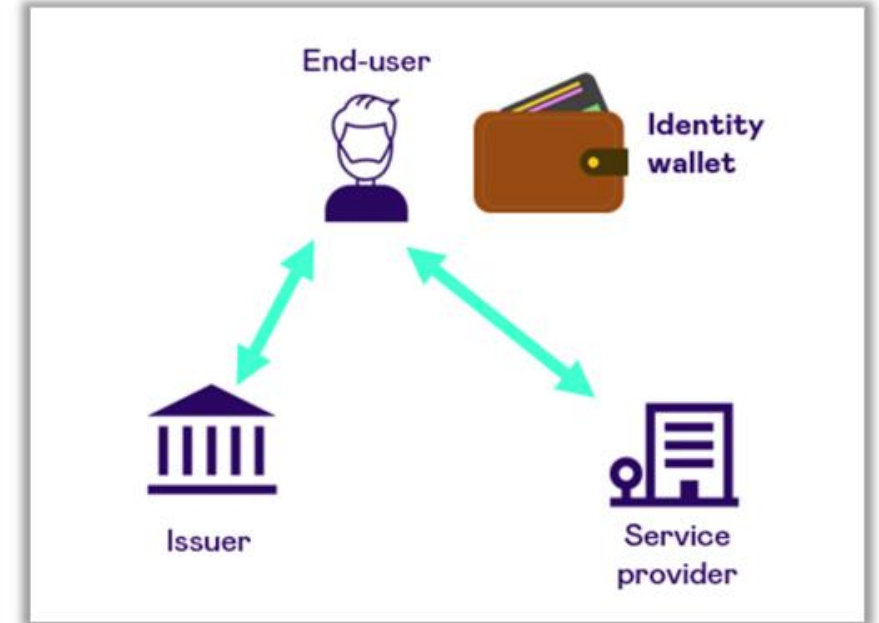 End-user
Identity
wallet
Issuer
Service
provider